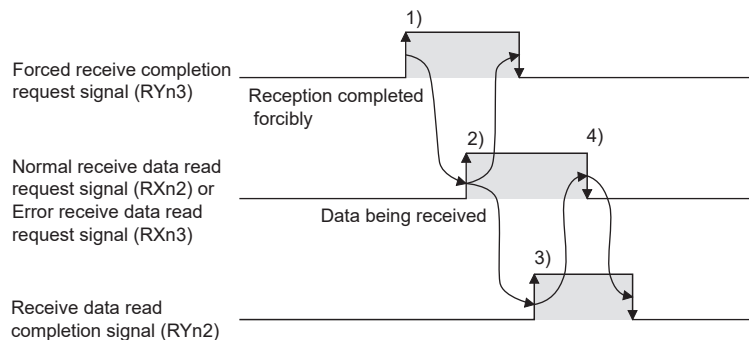 1)
Forced receive completion
request signal (RYn3)
Reception completed
forcibly
2)
4)
Normal receive data read
request signal (RXn2) or
Error receive data read
request signal (RXn3)
Data being received
3)
Receive data read
completion signal (RYn2)